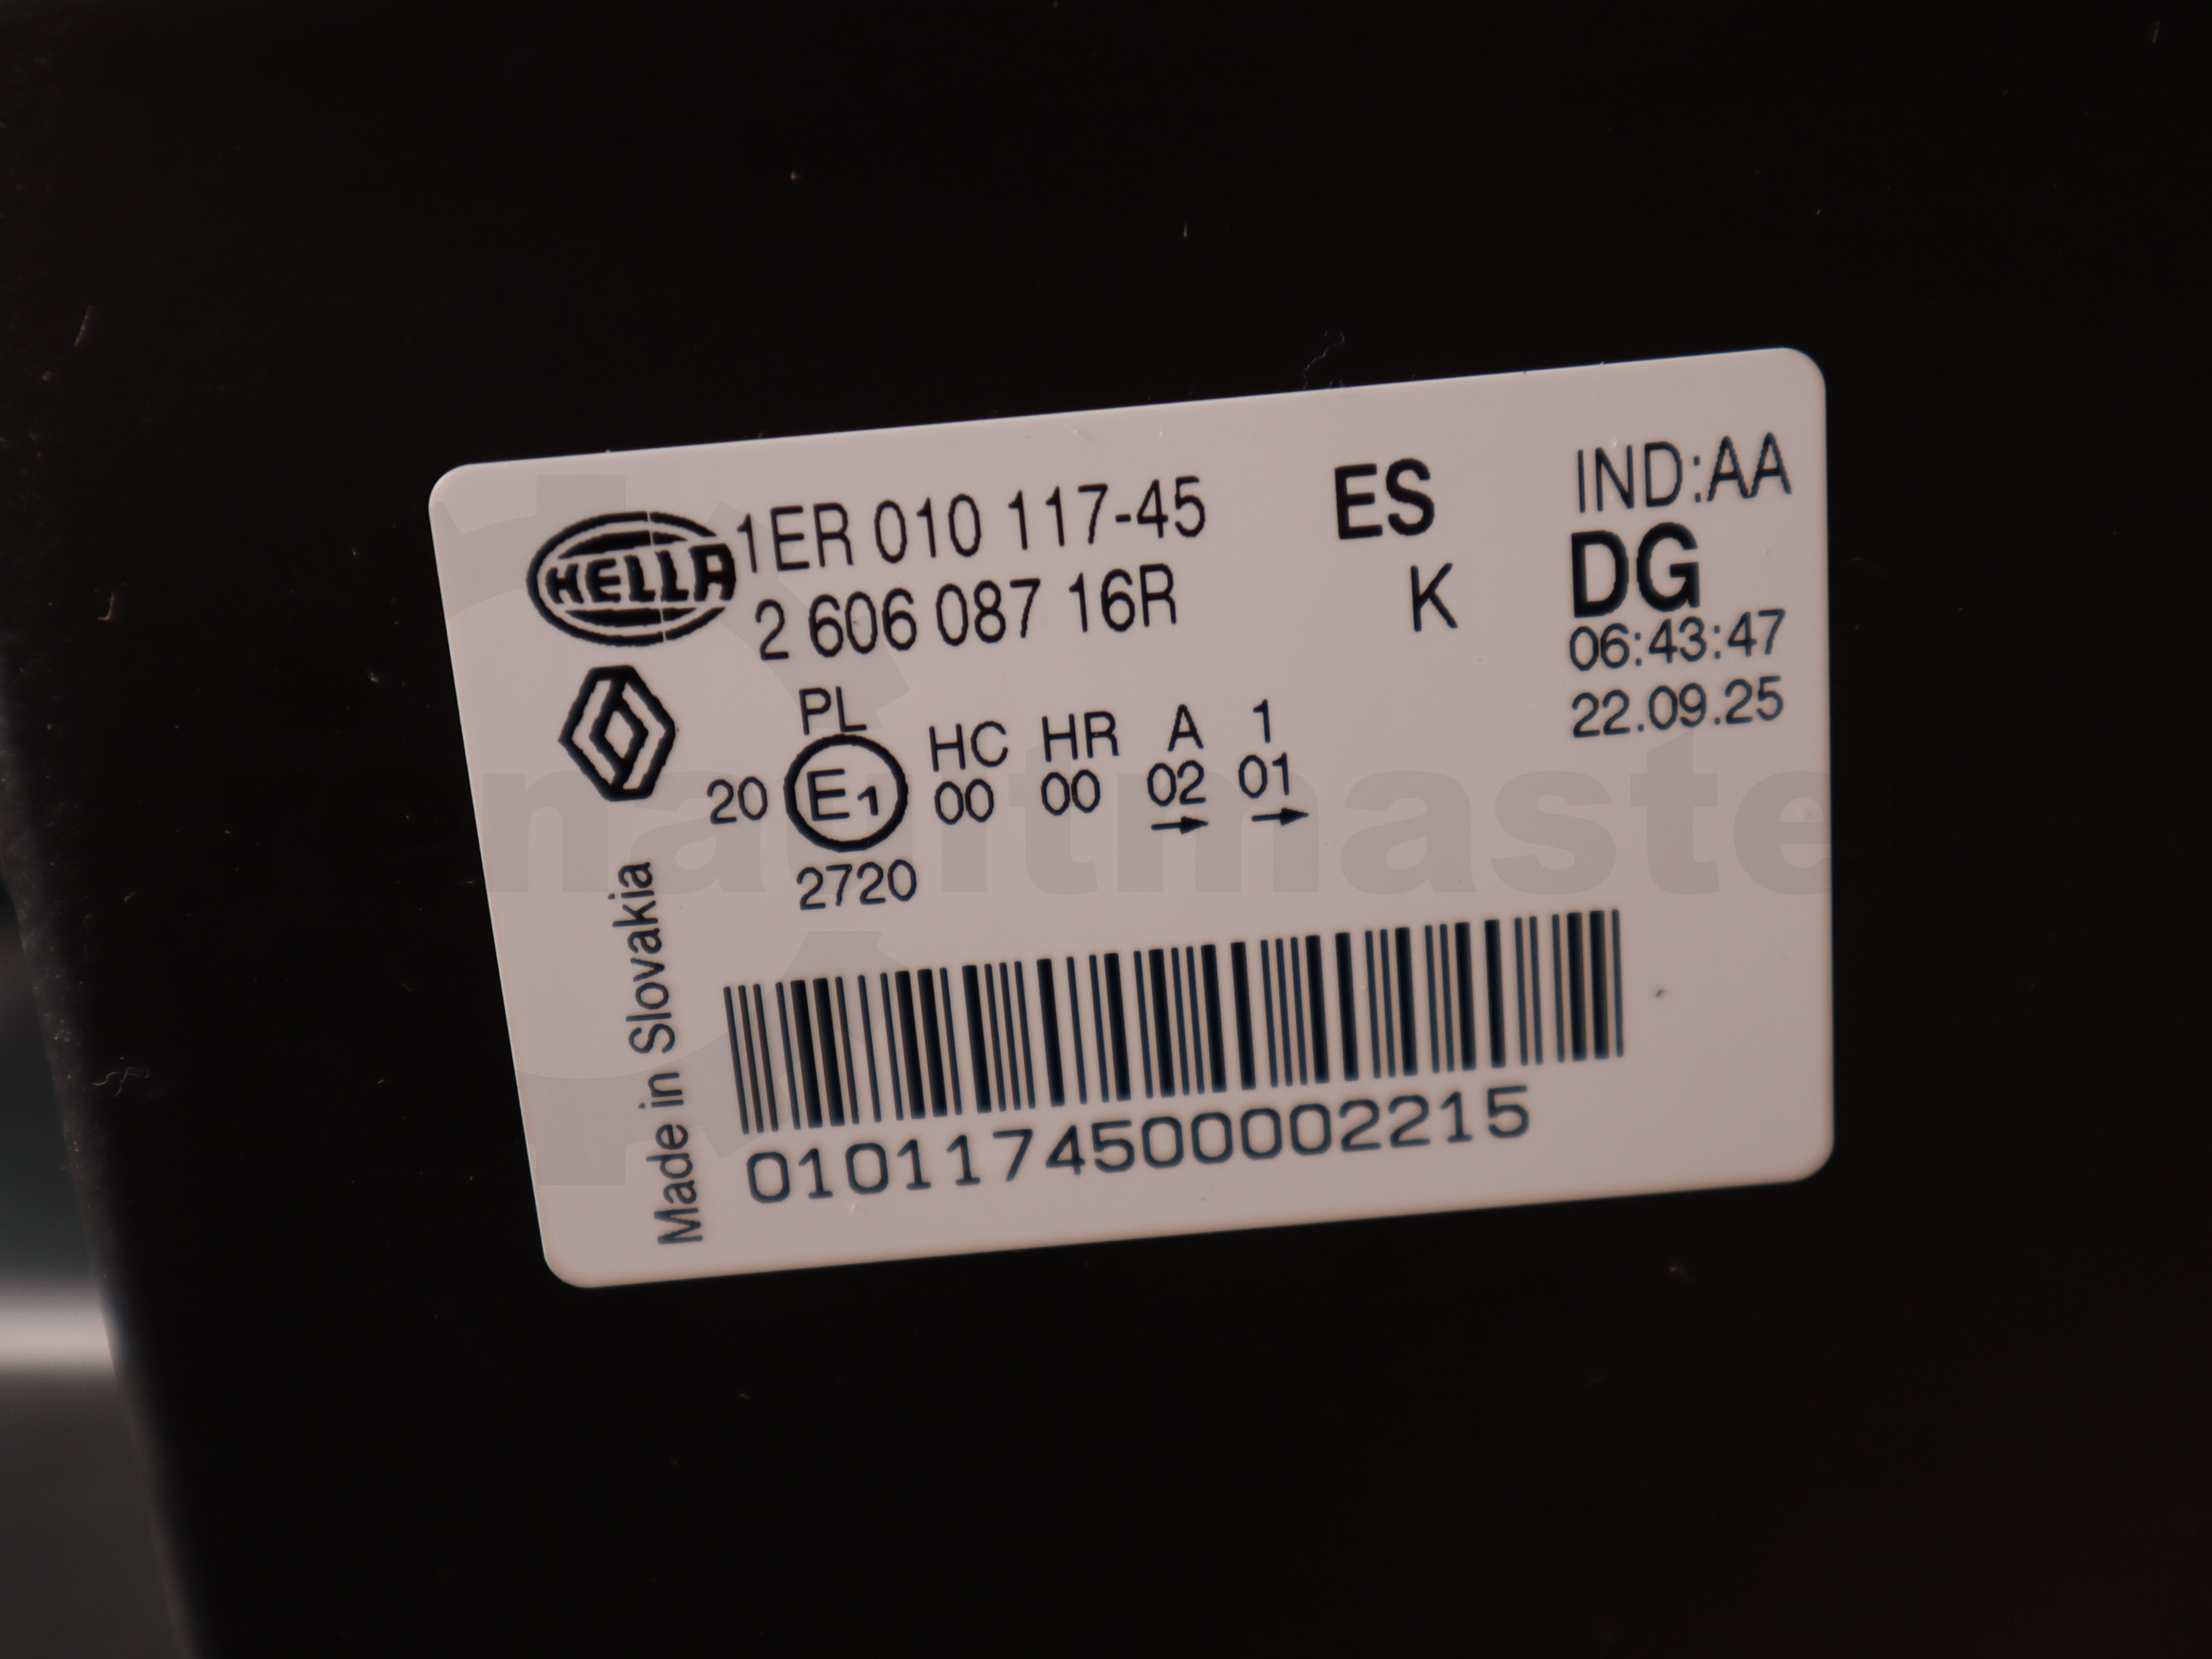 HELLA 1ER 010 117-45 ES IND:AA
2 606 087 16R K DG
06:43:47
22.09.25
PL
HC HR A 1
20 E1 00 00 02 01
2720
Made in Slovakia
0101174500002215
renaultmaster